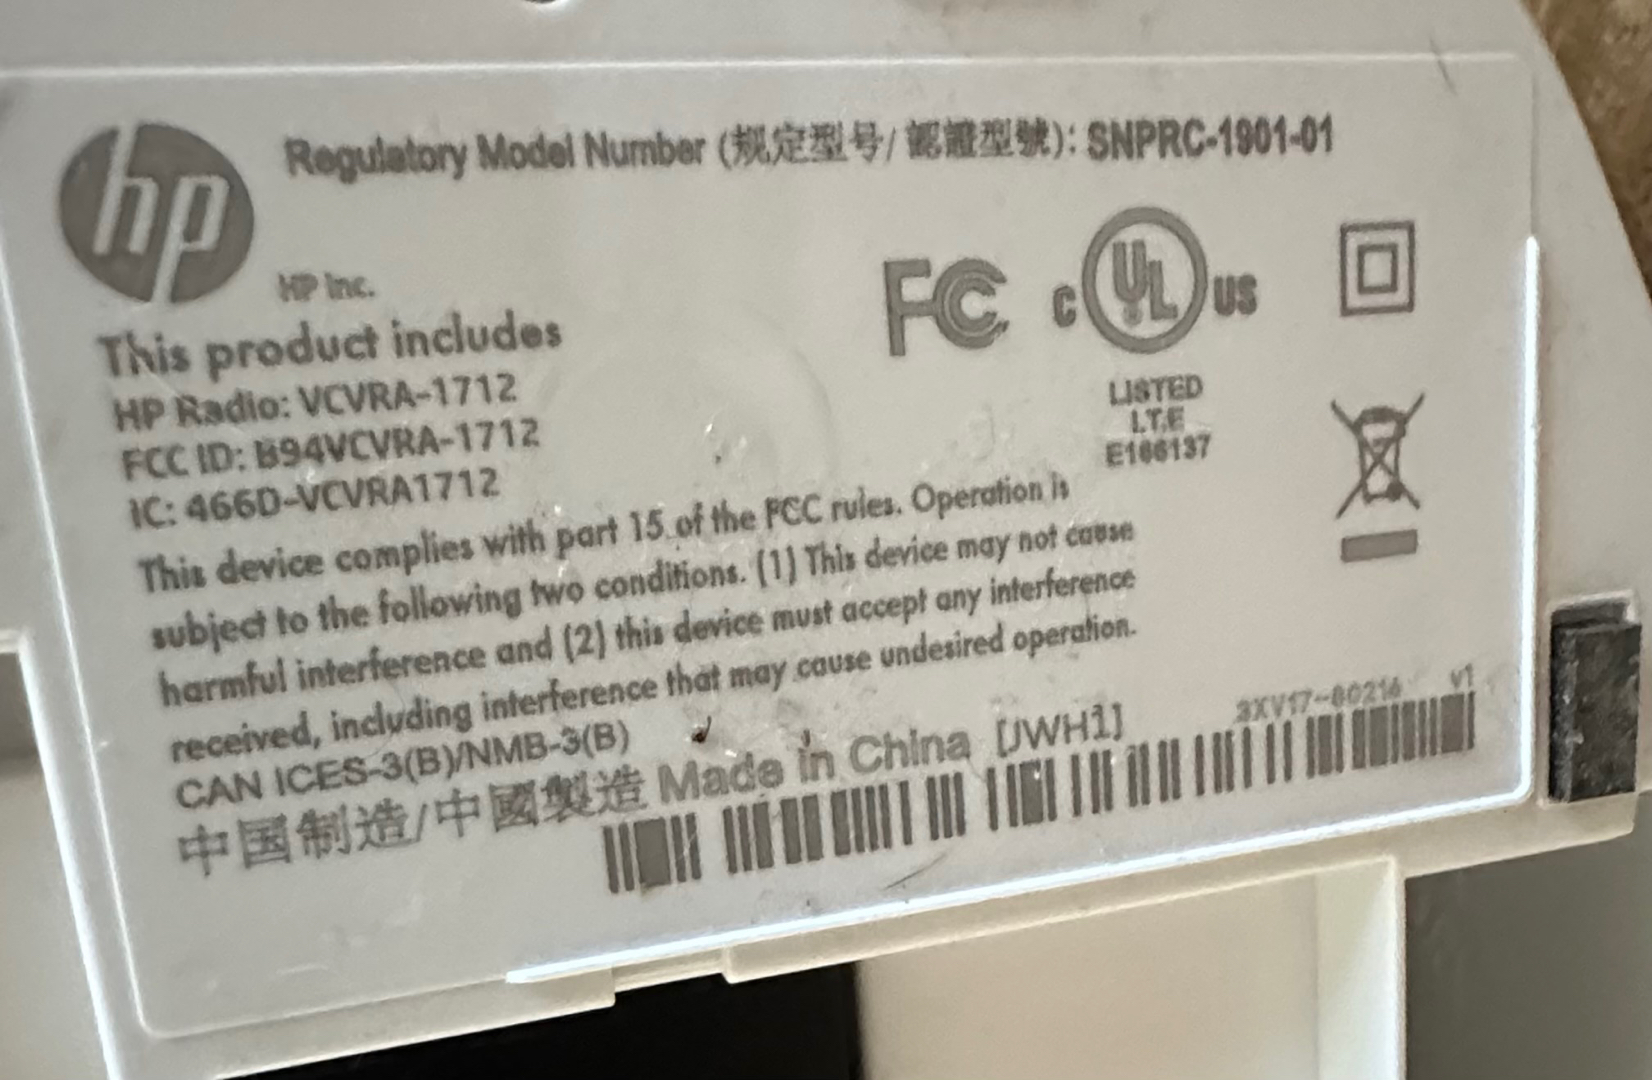 hp
Regulatory Model Number (规定型号/ 認證型號): SNPRC-1901-01
HP Inc.
FC
C UL US
LISTED
I.T.E
E186137
This product includes
HP Radio: VCVRA-1712
FCC ID: B94VCVRA-1712
IC: 466D-VCVRA1712
This device complies with part 15 of the FCC rules. Operation is
subject to the following two conditions. (1) This device may not cause
harmful interference and (2) this device must accept any interference
received, including interference that may cause undesired operation.
CAN ICES-3(B)/NMB-3(B)
中国制造/中國製造 Made in China [JWH1]
3XV17-80216 V1